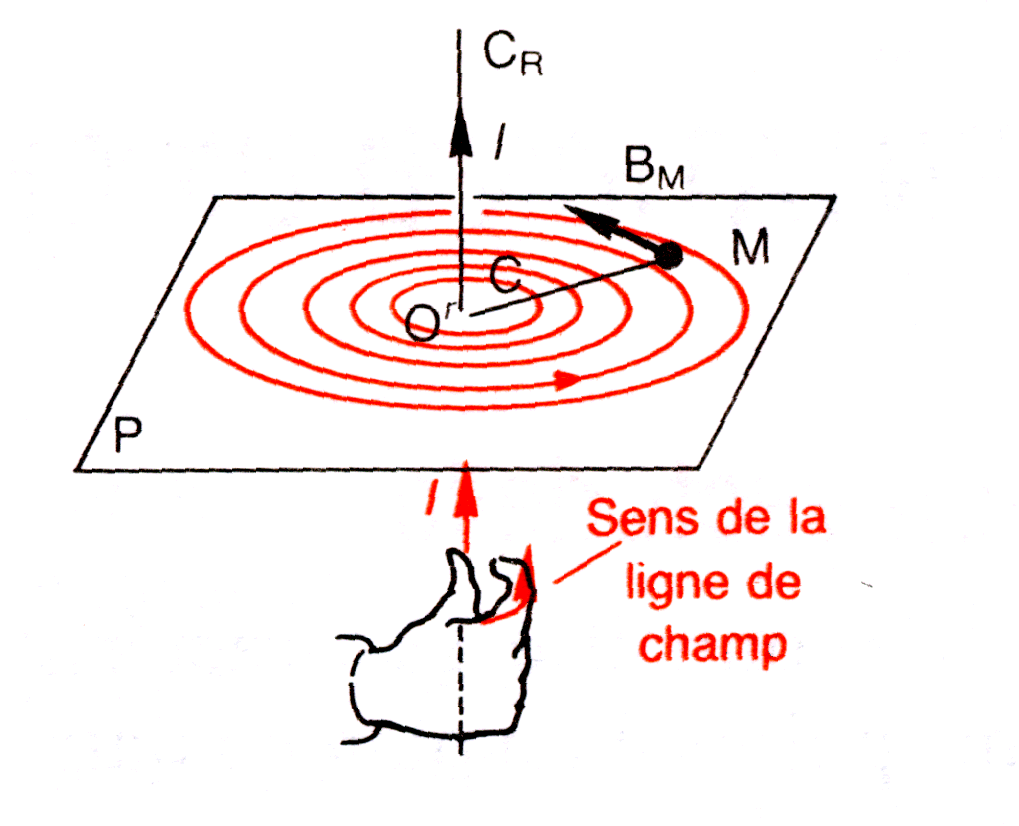 C_R
I
B_M
M
C
O r
P
I
Sens de la
ligne de
champ